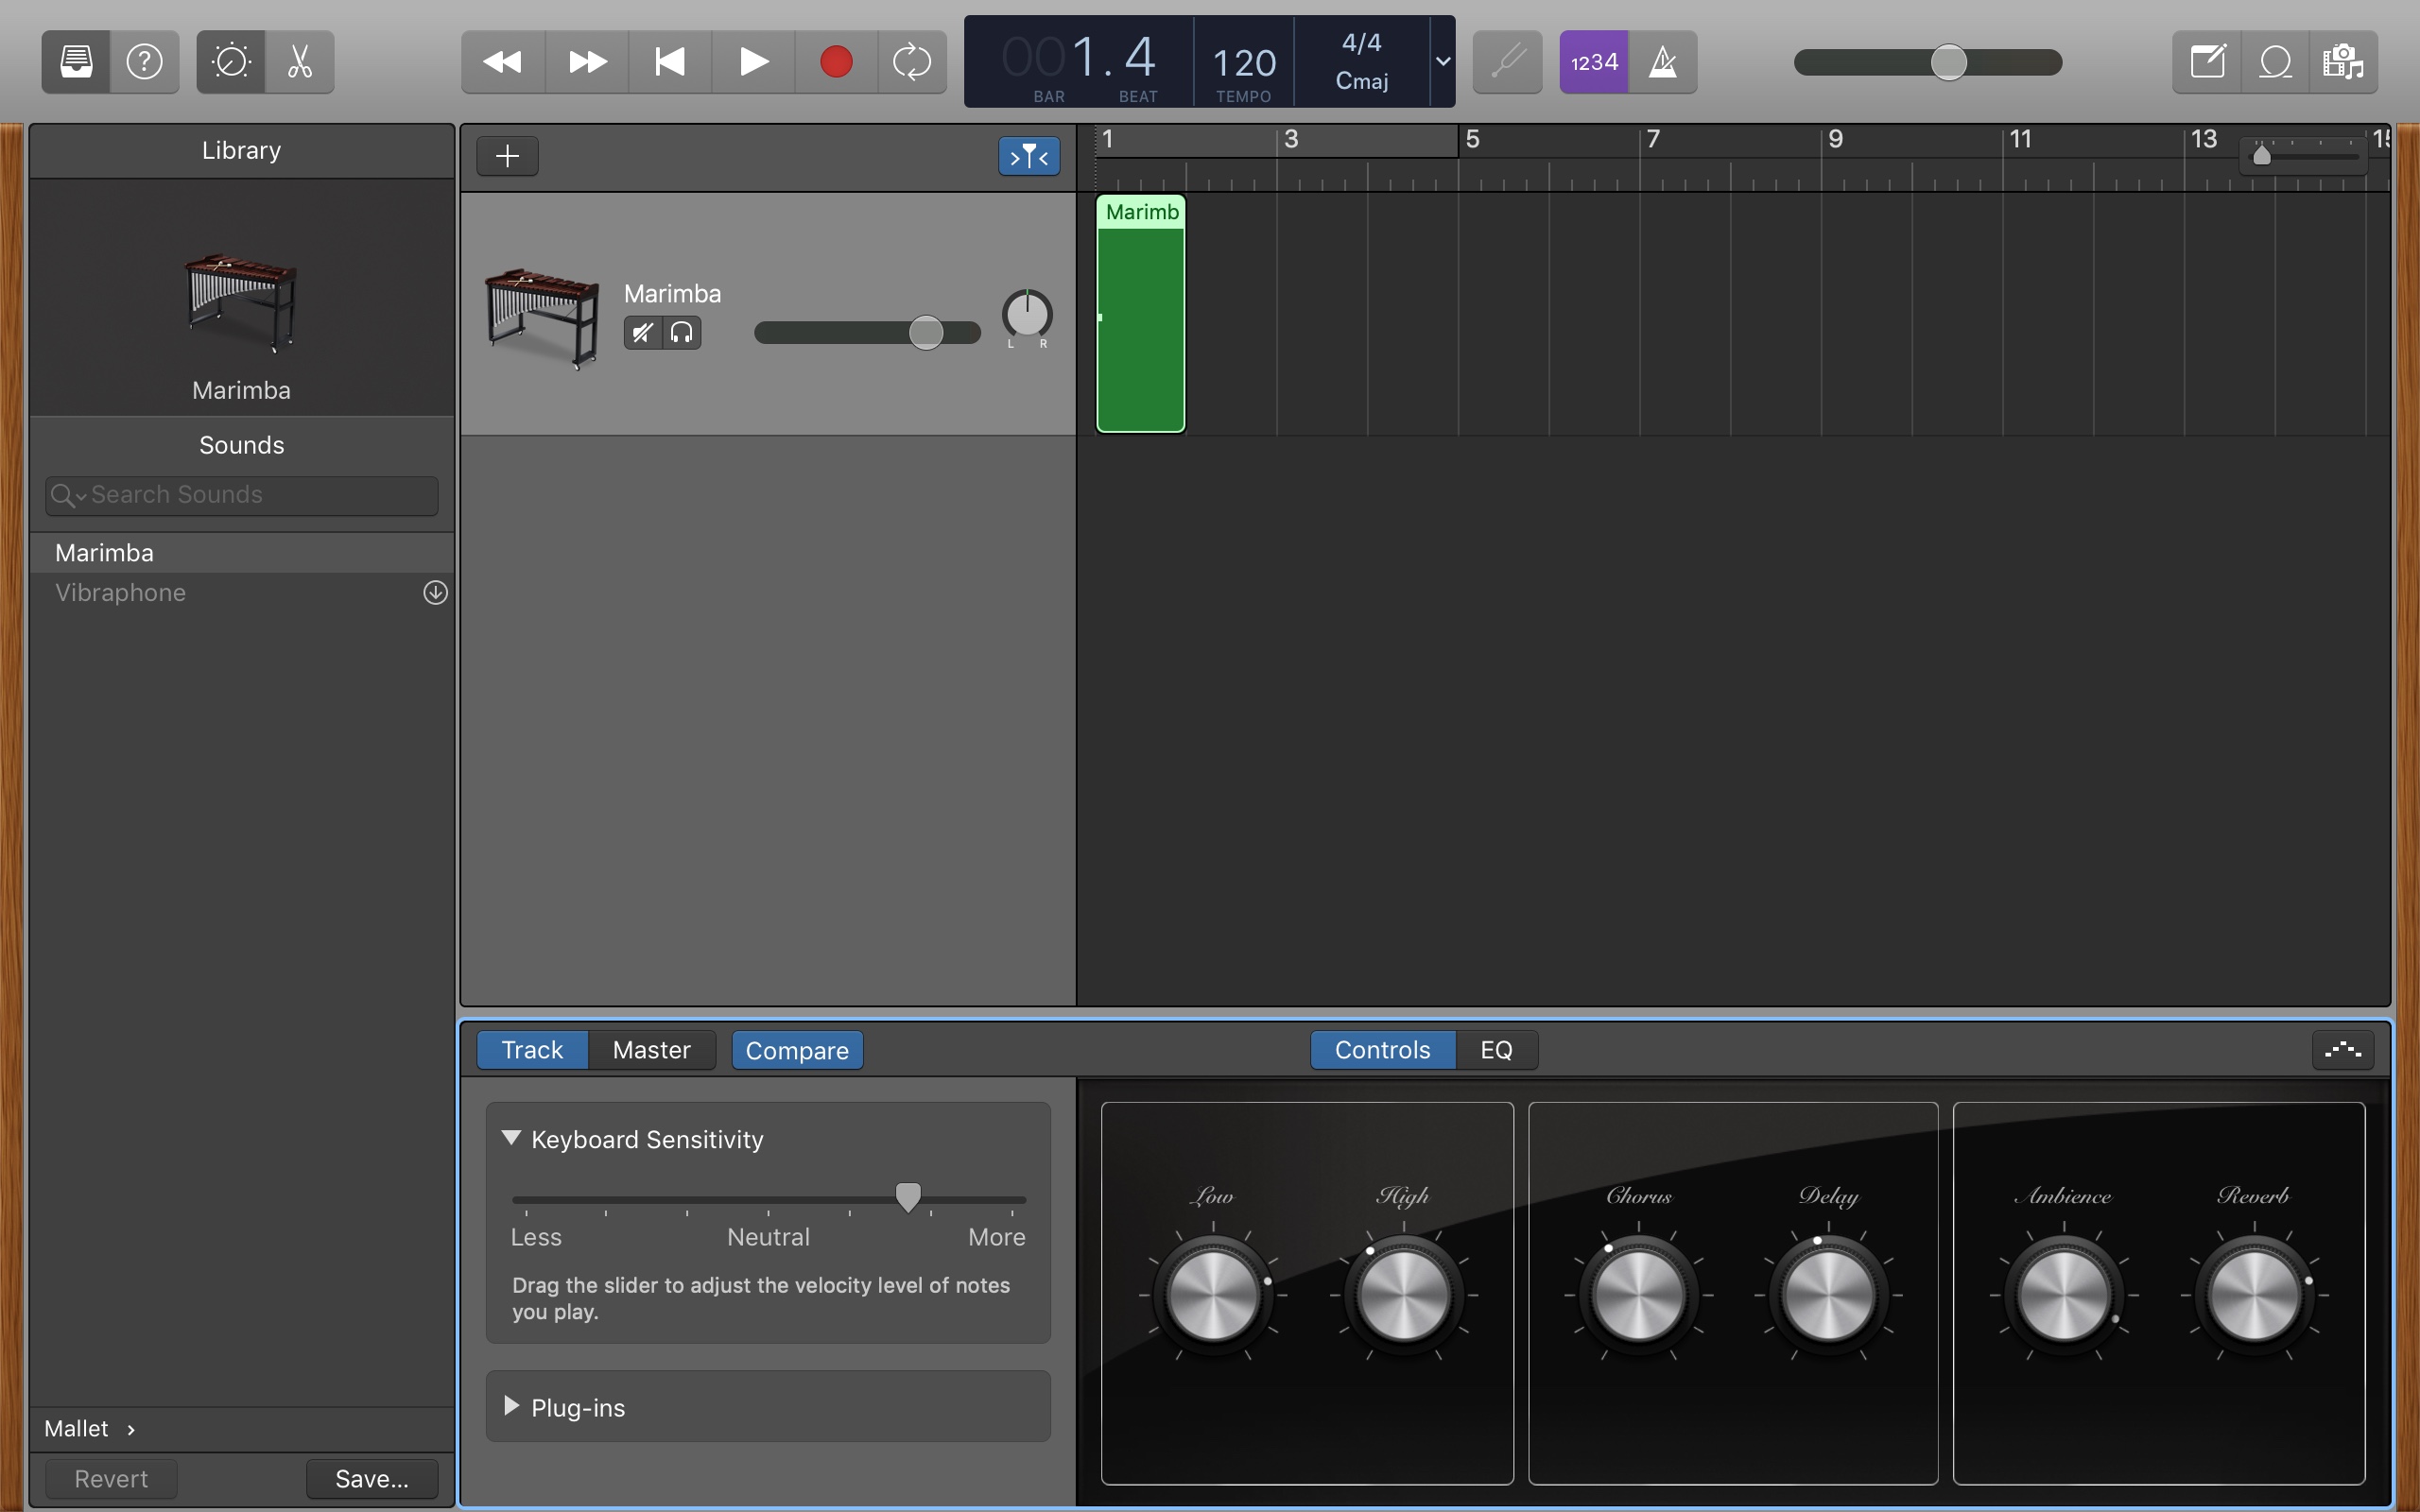 001.4
BAR BEAT
120
TEMPO
4/4
Cmaj
1234
Library
Marimba
Sounds
Search Sounds
Marimba
Vibraphone
Mallet
Revert Save...
1 3 5 7 9 11 13
Marimb
Marimba
L R
Track Master Compare
Controls EQ
Keyboard Sensitivity
Less Neutral More
Drag the slider to adjust the velocity level of notes
you play.
Plug-ins
Low High Chorus Delay Ambience Reverb